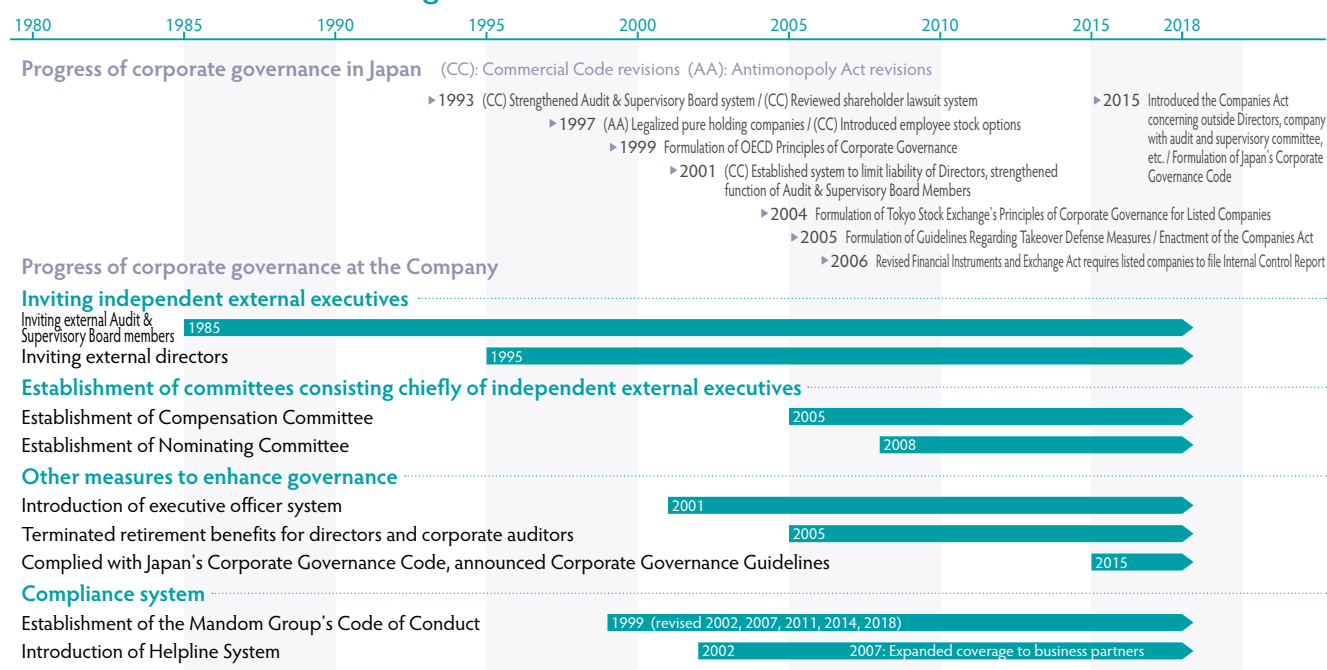 1980 1985 1990 1995 2000 2005 2010 2015 2018
Progress of corporate governance in Japan (CC): Commercial Code revisions (AA): Antimonopoly Act revisions
▶1993 (CC) Strengthened Audit & Supervisory Board system / (CC) Reviewed shareholder lawsuit system
▶1997 (AA) Legalized pure holding companies / (CC) Introduced employee stock options
▶1999 Formulation of OECD Principles of Corporate Governance
▶2001 (CC) Established system to limit liability of Directors, strengthened
function of Audit & Supervisory Board Members
▶2004 Formulation of Tokyo Stock Exchange's Principles of Corporate Governance for Listed Companies
▶2005 Formulation of Guidelines Regarding Takeover Defense Measures / Enactment of the Companies Act
▶2006 Revised Financial Instruments and Exchange Act requires listed companies to file Internal Control Report
▶2015 Introduced the Companies Act
concerning outside Directors, company
with audit and supervisory committee,
etc. / Formulation of Japan's Corporate
Governance Code
Progress of corporate governance at the Company
Inviting independent external executives
Inviting external Audit &
Supervisory Board members
1985
Inviting external directors 1995
Establishment of committees consisting chiefly of independent external executives
Establishment of Compensation Committee 2005
Establishment of Nominating Committee 2008
Other measures to enhance governance
Introduction of executive officer system 2001
Terminated retirement benefits for directors and corporate auditors 2005
Complied with Japan's Corporate Governance Code, announced Corporate Governance Guidelines 2015
Compliance system
Establishment of the Mandom Group's Code of Conduct 1999 (revised 2002, 2007, 2011, 2014, 2018)
Introduction of Helpline System 2002 2007: Expanded coverage to business partners